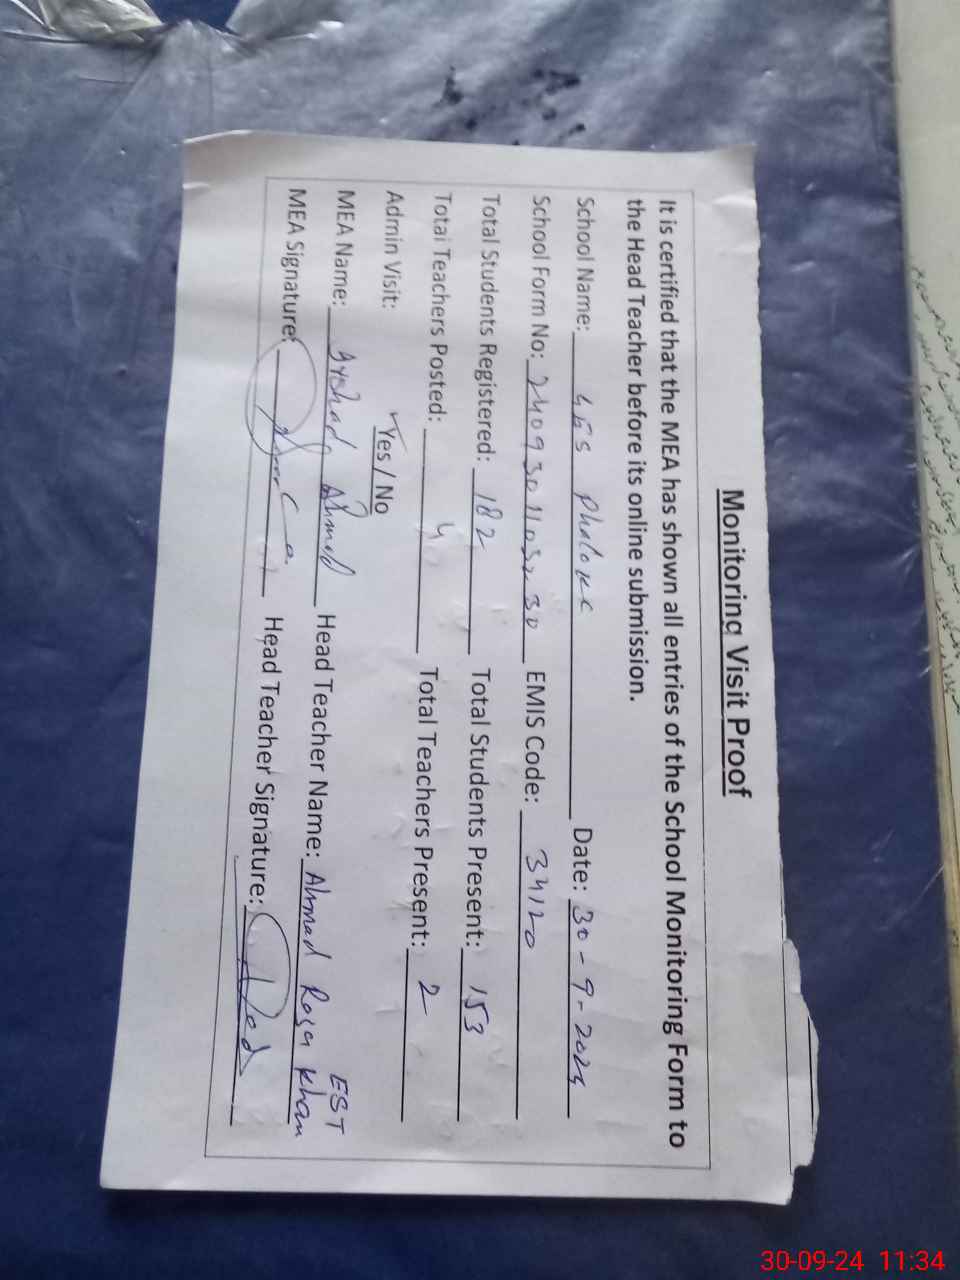 Monitoring Visit Proof
It is certified that the MEA has shown all entries of the School Monitoring Form to
the Head Teacher before its online submission.
School Name: Date: 30-9-2024
School Form No: EMIS Code: 34120
Total Students Registered: 182 Total Students Present: 153
Total Teachers Posted: 4 Total Teachers Present: 2
Admin Visit: Yes / No
EST
MEA Name: Ahmad Head Teacher Name: Ahmad Raza Khan
MEA Signature: Head Teacher Signature:
30-09-24 11:34